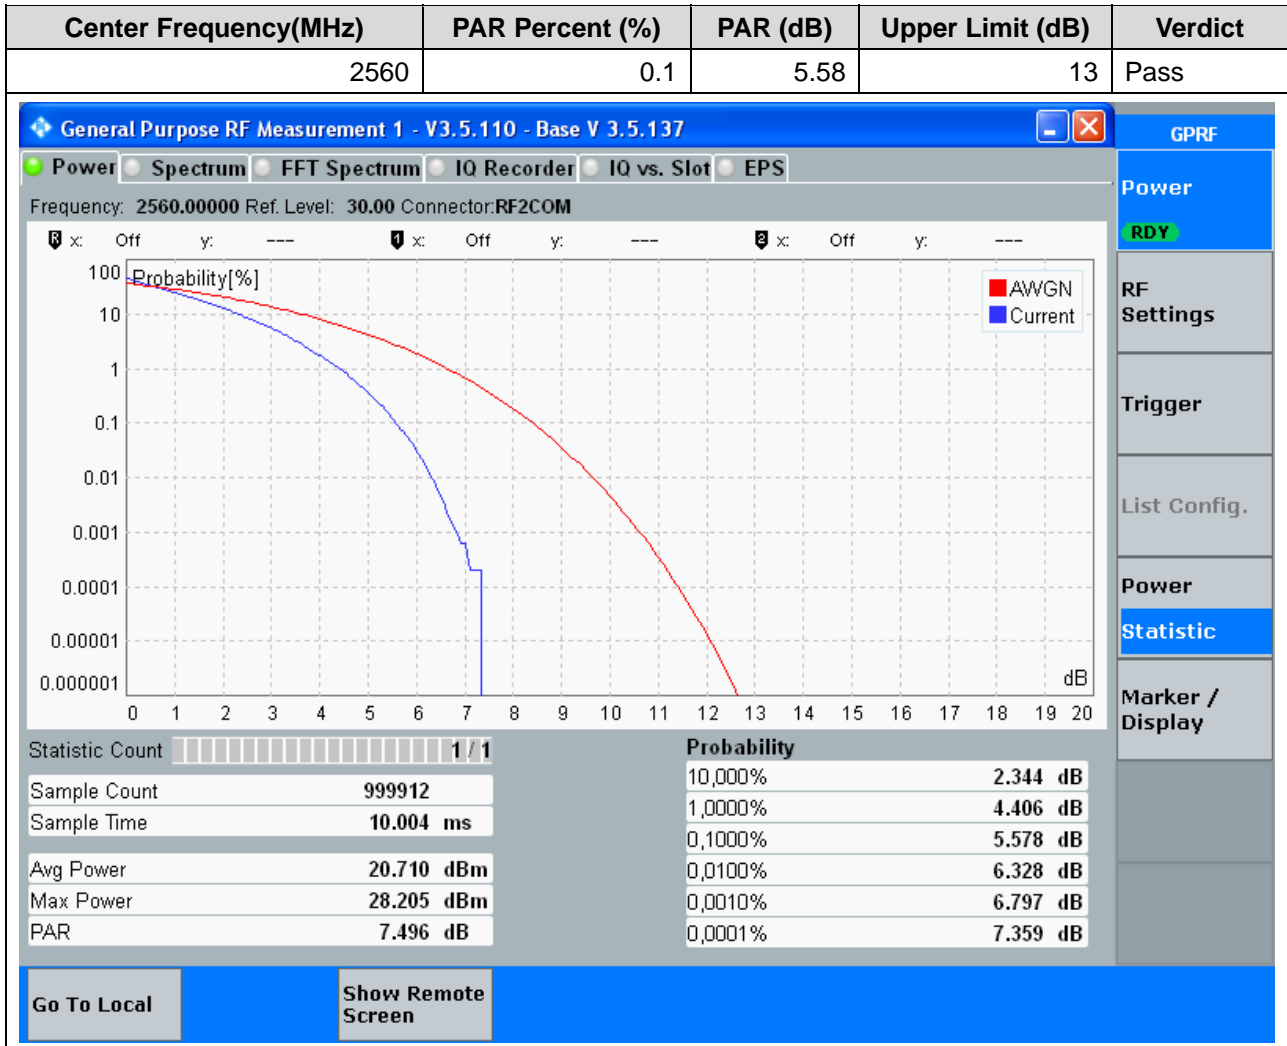 Center Frequency(MHz) PAR Percent (%) PAR (dB) Upper Limit (dB) Verdict
2560 0.1 5.58 13 Pass
General Purpose RF Measurement 1 - V3.5.110 - Base V 3.5.137
GPRF
Power Spectrum FFT Spectrum IQ Recorder IQ vs. Slot EPS
Frequency: 2560.00000 Ref. Level: 30.00 Connector:RF2COM
R x: Off y: --- 1 x: Off y: --- 2 x: Off y: ---
Probability[%]
AWGN
Current
100
10
1
0.1
0.01
0.001
0.0001
0.00001
0.000001
dB
0 1 2 3 4 5 6 7 8 9 10 11 12 13 14 15 16 17 18 19 20
Statistic Count 1 / 1
Sample Count 999912
Sample Time 10.004 ms
Avg Power 20.710 dBm
Max Power 28.205 dBm
PAR 7.496 dB
Probability
10,000% 2.344 dB
1,0000% 4.406 dB
0,1000% 5.578 dB
0,0100% 6.328 dB
0,0010% 6.797 dB
0,0001% 7.359 dB
Power
RDY
RF
Settings
Trigger
List Config.
Power
Statistic
Marker /
Display
Go To Local
Show Remote
Screen